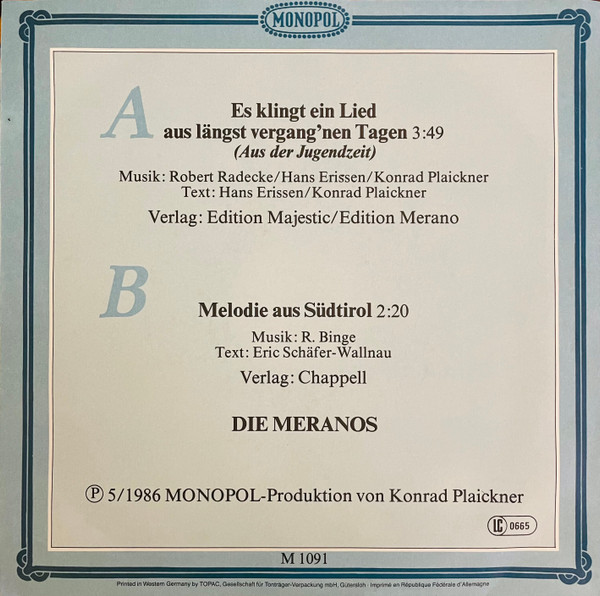 MONOPOL
A
Es klingt ein Lied
aus längst vergang'nen Tagen 3:49
(Aus der Jugendzeit)
Musik: Robert Radecke/Hans Erissen/Konrad Plaickner
Text: Hans Erissen/Konrad Plaickner
Verlag: Edition Majestic/Edition Merano
B
Melodie aus Südtirol 2:20
Musik: R. Binge
Text: Eric Schäfer-Wallnau
Verlag: Chappell
DIE MERANOS
Ⓟ 5/1986 MONOPOL-Produktion von Konrad Plaickner
LC 0665
M 1091
Printed in Western Germany by TOPAC, Gesellschaft für Tonträger-Verpackung mbH, Gütersloh · Imprimé en République Fédérale d'Allemagne